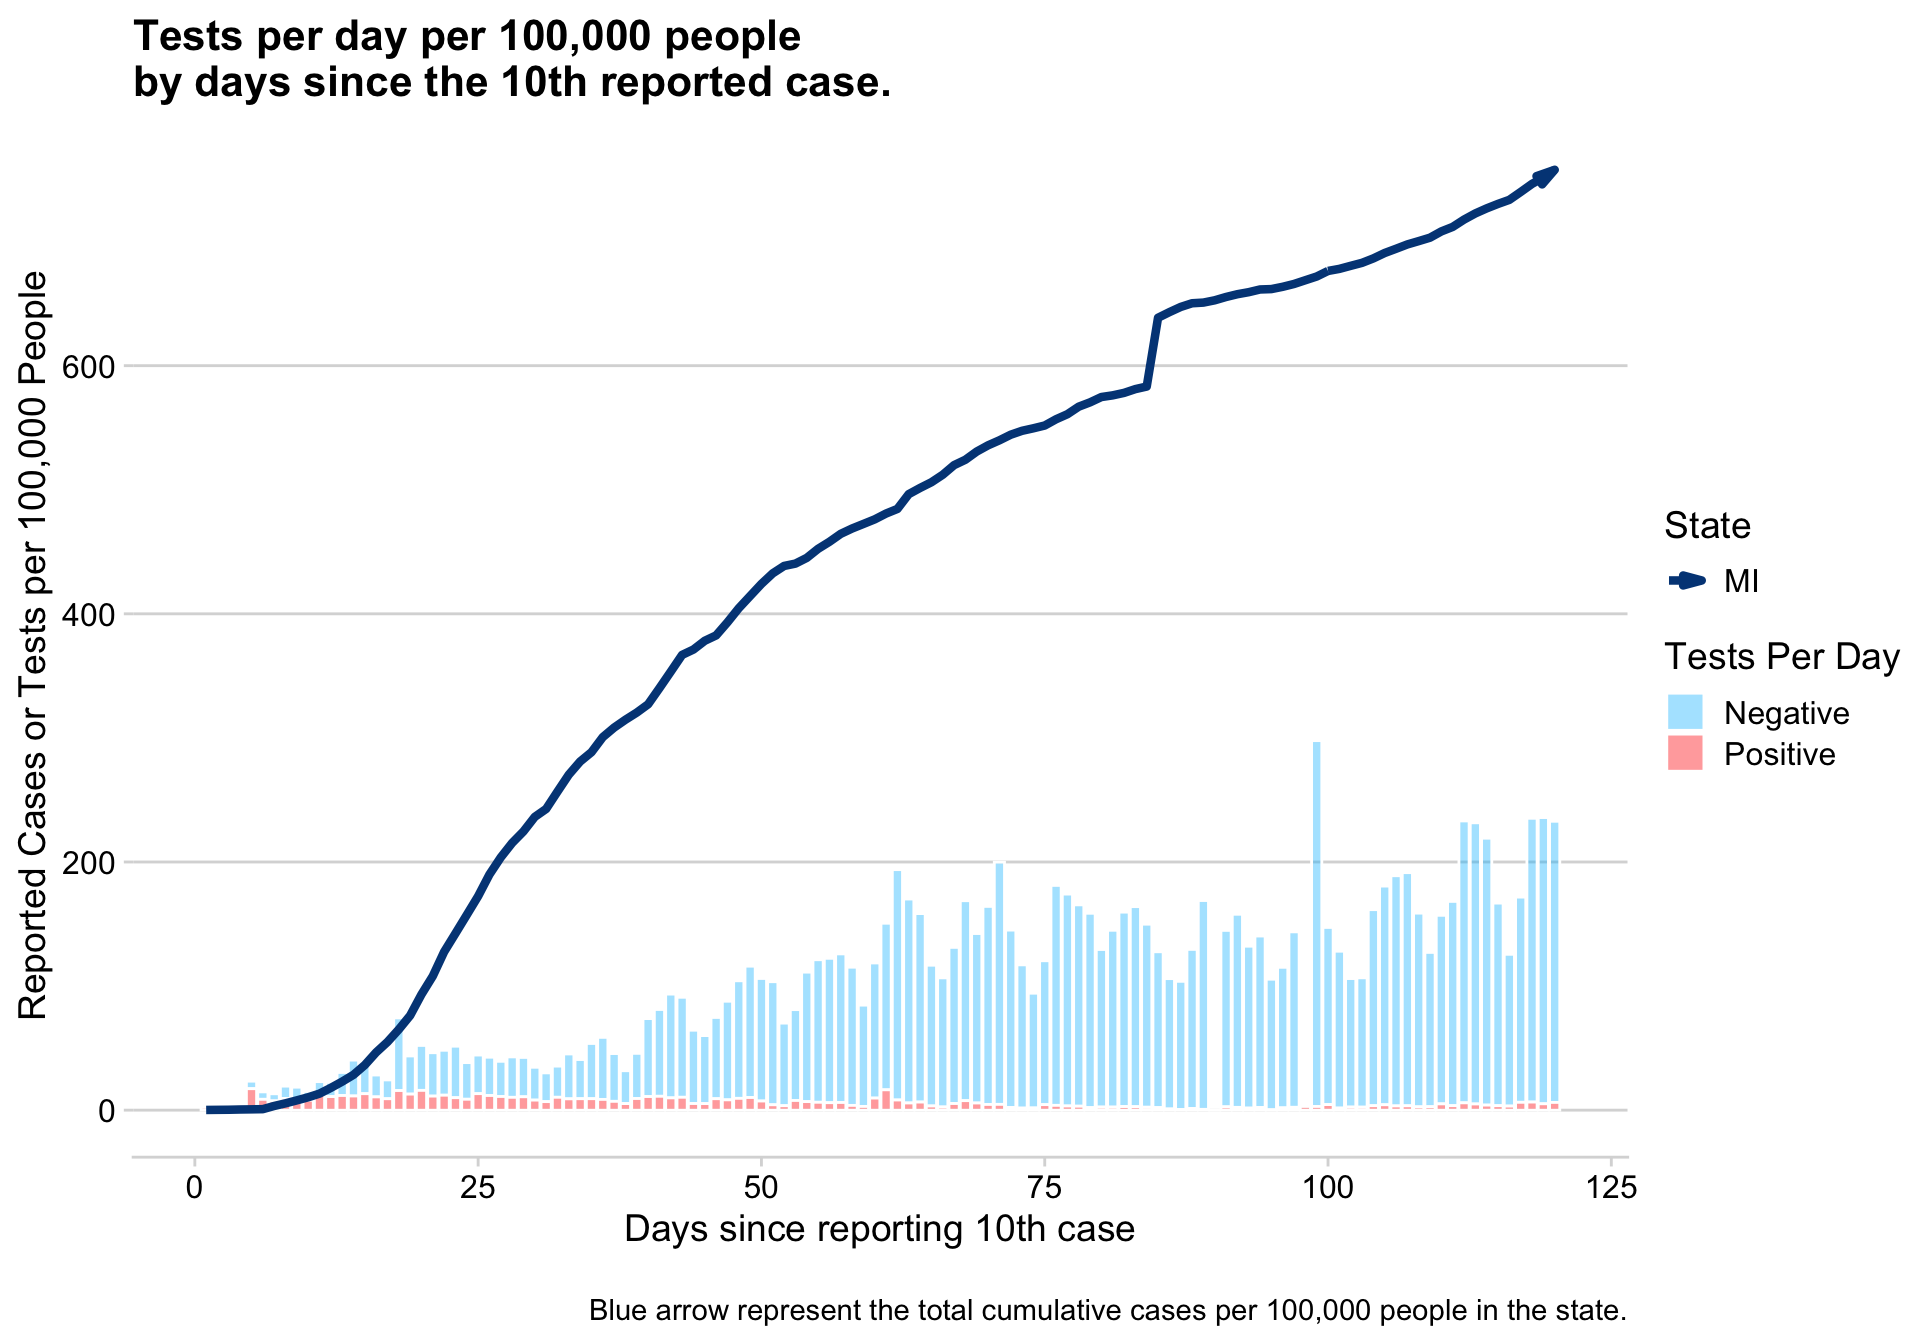 Tests per day per 100,000 people
by days since the 10th reported case.
Reported Cases or Tests per 100,000 People
600
400
200
0
0 25 50 75 100 125
Days since reporting 10th case
State
MI
Tests Per Day
Negative
Positive
Blue arrow represent the total cumulative cases per 100,000 people in the state.